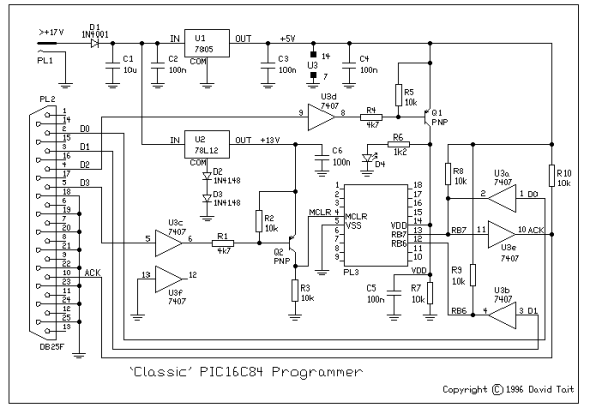 >+17V
PL1
D1
1N4001
C1
10u
C2
100n
IN
U1
7805
COM
OUT
+5V
C3
100n
U3
14
7
C4
100n
PL2
1
14
2
15
3
16
4
17
5
18
6
19
7
20
8
21
9
22
10
23
11
24
12
25
13
DB25F
D0
D1
D2
D3
ACK
IN
U2
78L12
COM
OUT
+13V
D2
1N4148
D3
1N4148
C6
100n
U3d
7407
9
8
R4
4k7
R5
10k
Q1
PNP
R6
1k2
D4
U3c
7407
5
6
R1
4k7
R2
10k
Q2
PNP
R3
10k
13
12
U3f
7407
MCLR
1
2
3
4
5
6
7
8
9
MCLR
VSS
VDD
RB7
RB6
18
17
16
15
14
13
12
11
10
PL3
C5
100n
VDD
R7
10k
R8
10k
R9
10k
R10
10k
U3a
7407
2
1
D0
RB7
11
10
ACK
U3e
7407
U3b
7407
RB6
4
3
D1
'Classic' PIC16C84 Programmer
Copyright © 1996 David Tait